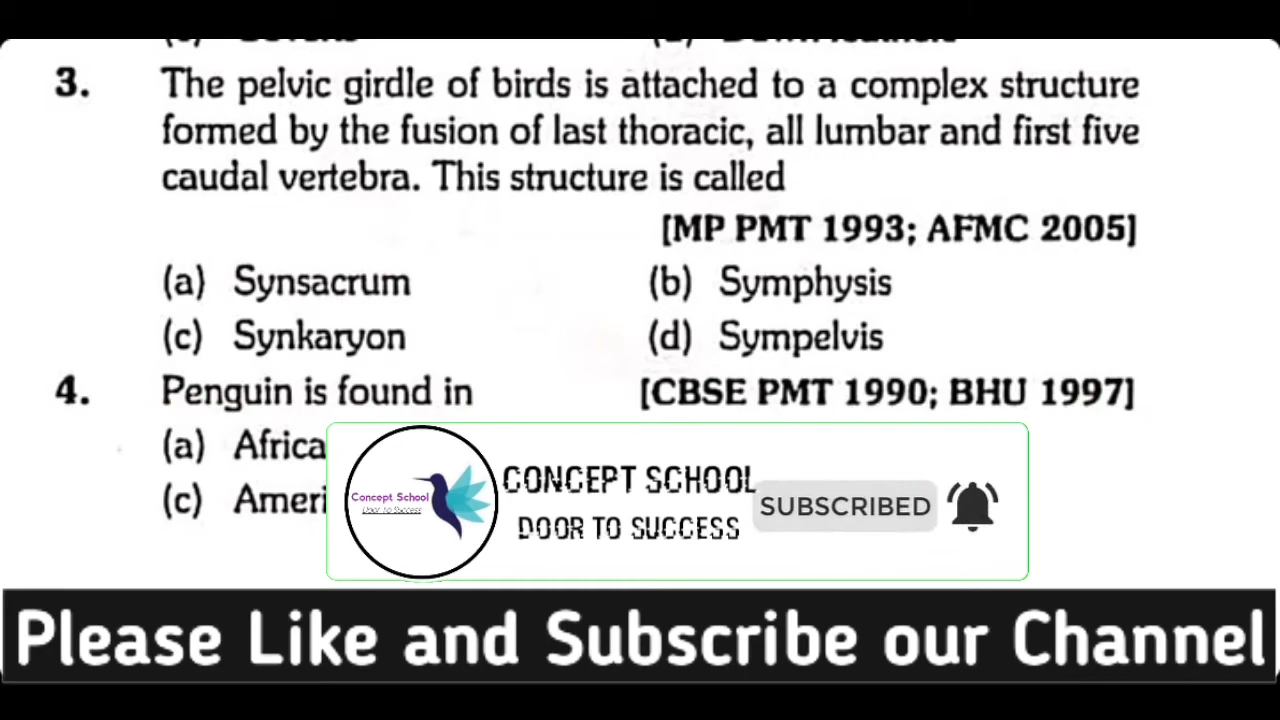 3. The pelvic girdle of birds is attached to a complex structure
formed by the fusion of last thoracic, all lumbar and first five
caudal vertebra. This structure is called
[MP PMT 1993; AFMC 2005]
(a) Synsacrum (b) Symphysis
(c) Synkaryon (d) Sympelvis
4. Penguin is found in [CBSE PMT 1990; BHU 1997]
(a) Africa
(c) Ameri
Concept School
Door to Success
CONCEPT SCHOOL
DOOR TO SUCCESS
SUBSCRIBED
Please Like and Subscribe our Channel